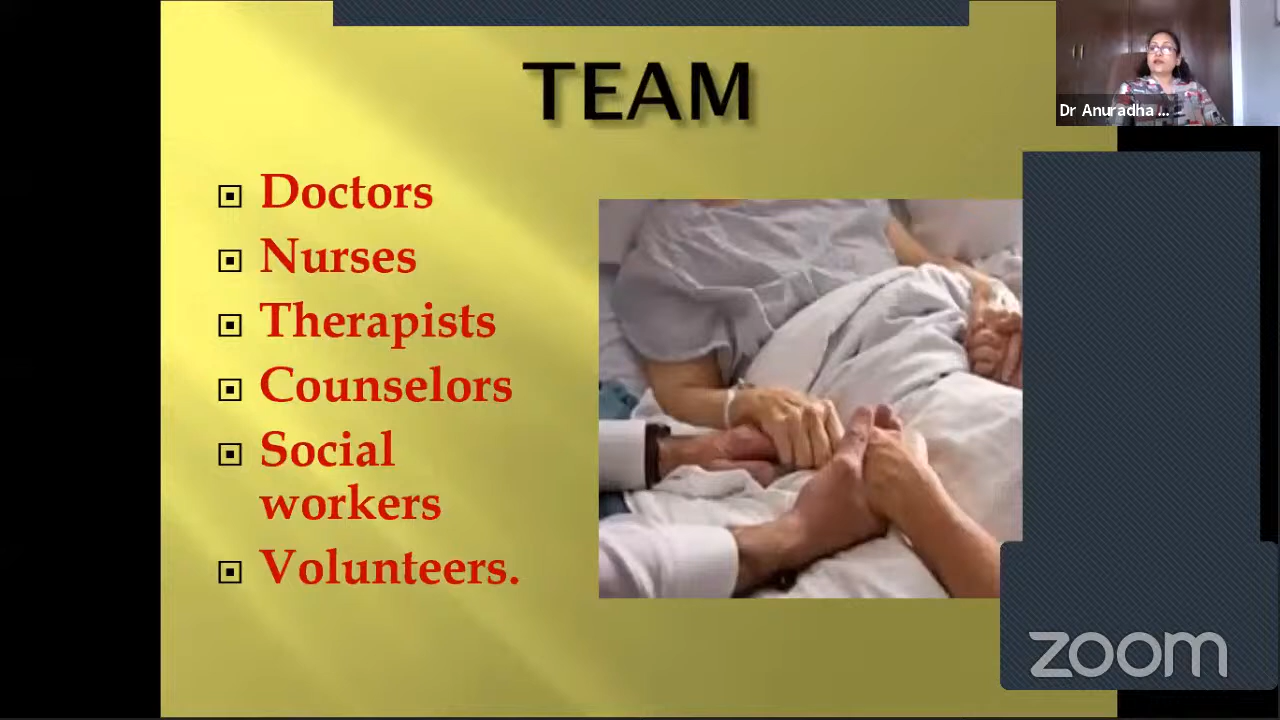 TEAM
Dr Anuradha ...
Doctors
Nurses
Therapists
Counselors
Social
workers
Volunteers.
zoom